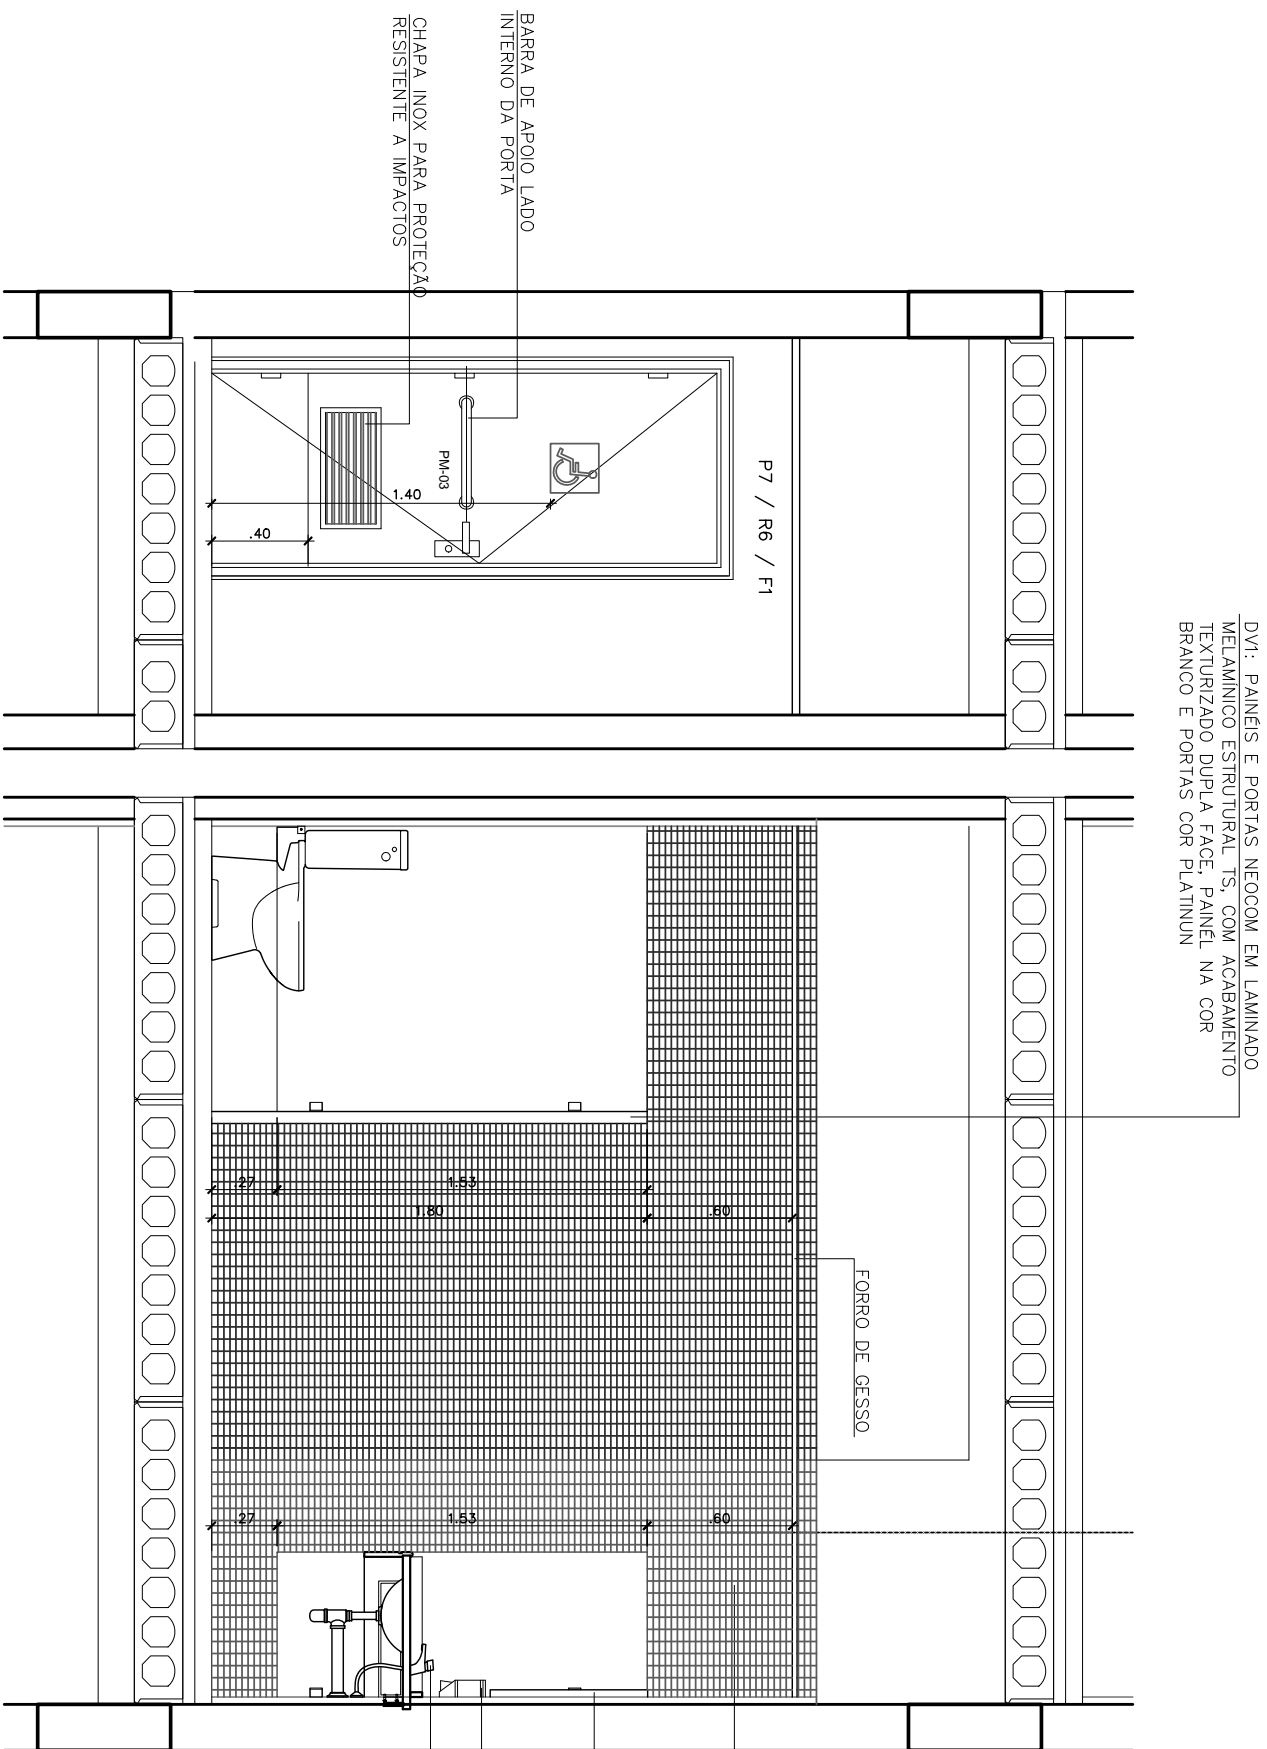 DV1: PAINÉIS E PORTAS NEOCOM EM LAMINADO
MELAMÍNICO ESTRUTURAL TS, COM ACABAMENTO
TEXTURIZADO DUPLA FACE, PAINÉL NA COR
BRANCO E PORTAS COR PLATINUN
FORRO DE GESSO
P7 / R6 / F1
BARRA DE APOIO LADO
INTERNO DA PORTA
PM-03
CHAPA INOX PARA PROTEÇÃO
RESISTENTE A IMPACTOS
1.40
.40
.27
1.53
1.80
.60
.27
1.53
.60